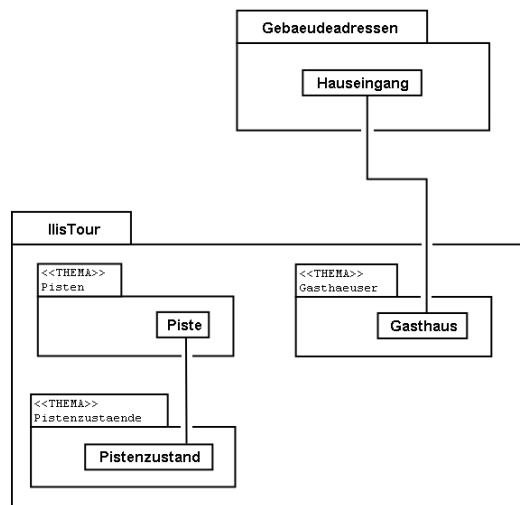 Gebaeudeadressen
Hauseingang
IlisTour
<<THEMA>>
Pisten
<<THEMA>>
Gasthaeuser
Piste
Gasthaus
<<THEMA>>
Pistenzustaende
Pistenzustand